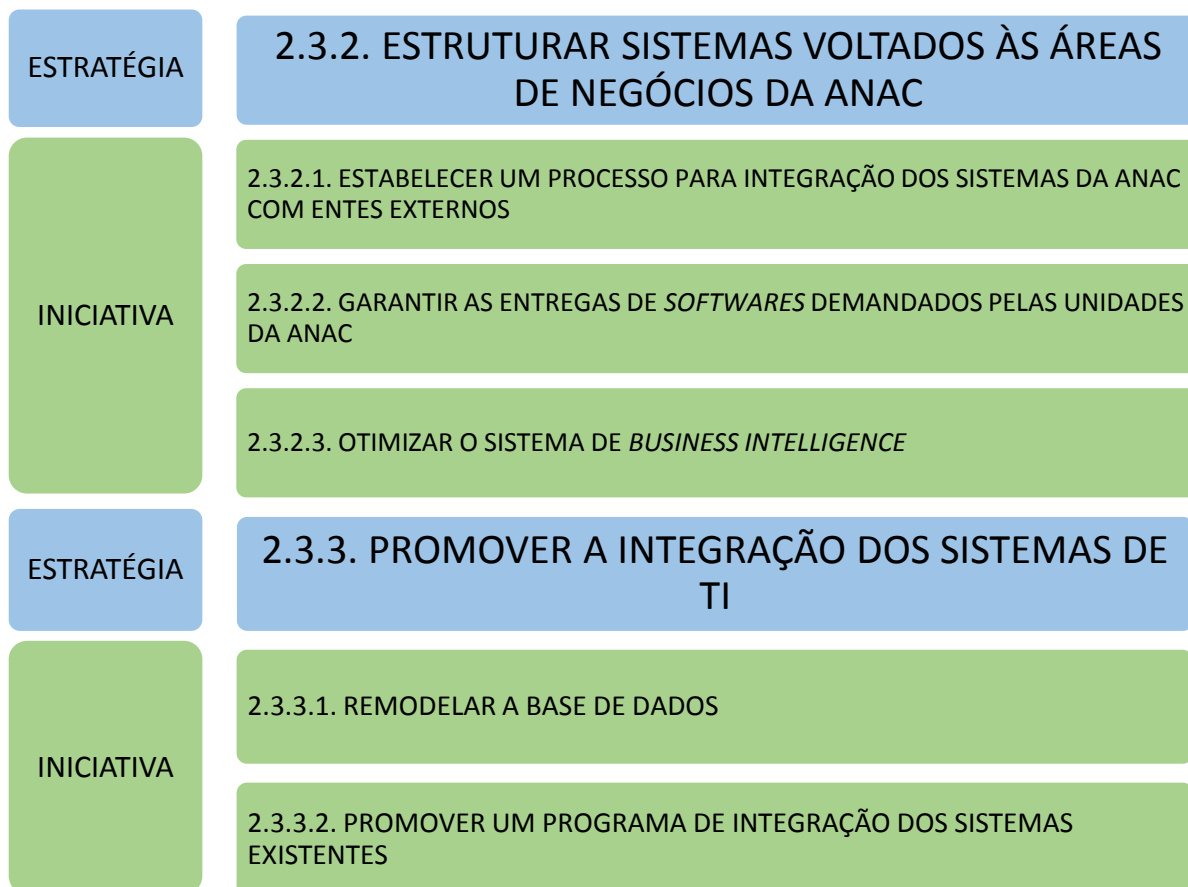 ESTRATÉGIA
2.3.2. ESTRUTURAR SISTEMAS VOLTADOS ÀS ÁREAS
DE NEGÓCIOS DA ANAC
INICIATIVA
2.3.2.1. ESTABELECER UM PROCESSO PARA INTEGRAÇÃO DOS SISTEMAS DA ANAC
COM ENTES EXTERNOS
2.3.2.2. GARANTIR AS ENTREGAS DE SOFTWARES DEMANDADOS PELAS UNIDADES
DA ANAC
2.3.2.3. OTIMIZAR O SISTEMA DE BUSINESS INTELLIGENCE
ESTRATÉGIA
2.3.3. PROMOVER A INTEGRAÇÃO DOS SISTEMAS DE
TI
INICIATIVA
2.3.3.1. REMODELAR A BASE DE DADOS
2.3.3.2. PROMOVER UM PROGRAMA DE INTEGRAÇÃO DOS SISTEMAS
EXISTENTES